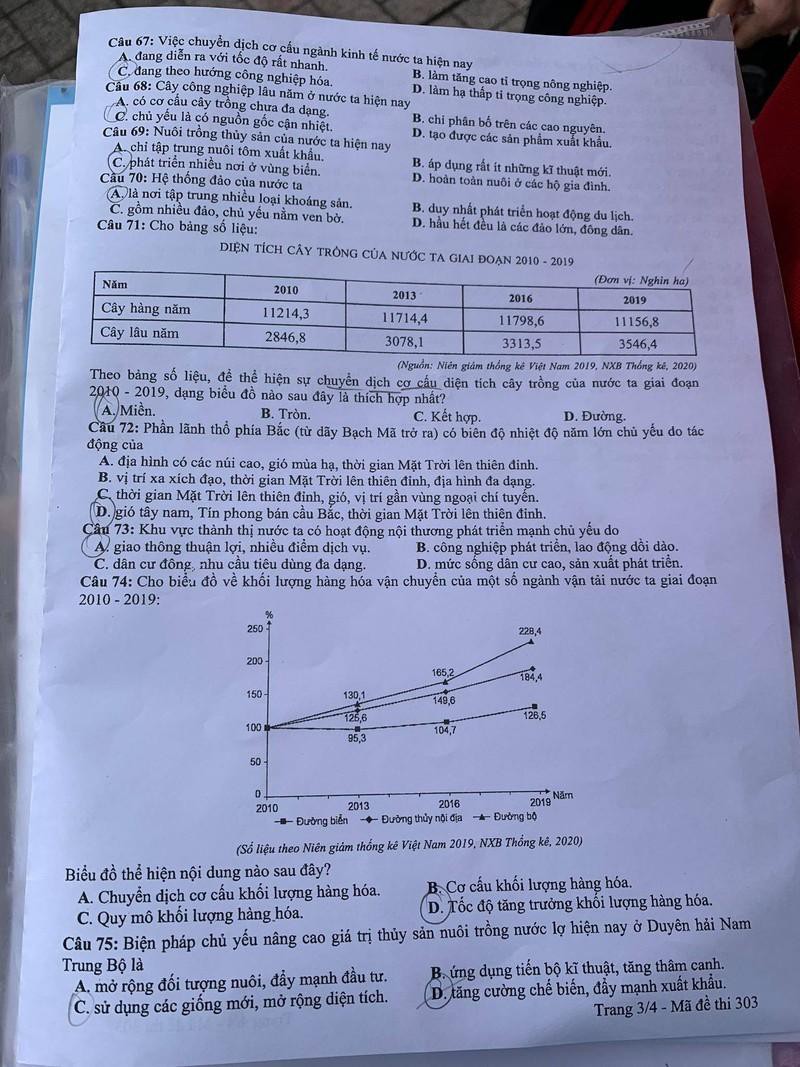 Câu 67: Việc chuyển dịch cơ cấu ngành kinh tế nước ta hiện nay
A. đang diễn ra với tốc độ rất nhanh.
B. làm tăng cao tỉ trọng nông nghiệp.
C. đang theo hướng công nghiệp hóa.
D. làm hạ thấp tỉ trọng công nghiệp.
Câu 68: Cây công nghiệp lâu năm ở nước ta hiện nay
A. có cơ cấu cây trồng chưa đa dạng.
B. chỉ phân bố trên các cao nguyên.
C. chủ yếu là có nguồn gốc cận nhiệt.
D. tạo được các sản phẩm xuất khẩu.
Câu 69: Nuôi trồng thủy sản của nước ta hiện nay
A. chỉ tập trung nuôi tôm xuất khẩu.
B. áp dụng rất ít những kĩ thuật mới.
C. phát triển nhiều nơi ở vùng biển.
D. hoàn toàn nuôi ở các hộ gia đình.
Câu 70: Hệ thống đảo của nước ta
A. là nơi tập trung nhiều loại khoáng sản.
B. duy nhất phát triển hoạt động du lịch.
C. gồm nhiều đảo, chủ yếu nằm ven bờ.
D. hầu hết đều là các đảo lớn, đông dân.
Câu 71: Cho bảng số liệu:
DIỆN TÍCH CÂY TRỒNG CỦA NƯỚC TA GIAI ĐOẠN 2010 - 2019
(Đơn vị: Nghìn ha)
Năm 2010 2013 2016 2019
Cây hàng năm 11214,3 11714,4 11798,6 11156,8
Cây lâu năm 2846,8 3078,1 3313,5 3546,4
(Nguồn: Niên giám thống kê Việt Nam 2019, NXB Thống kê, 2020)
Theo bảng số liệu, để thể hiện sự chuyển dịch cơ cấu diện tích cây trồng của nước ta giai đoạn
2010 - 2019, dạng biểu đồ nào sau đây là thích hợp nhất?
A. Miền. B. Tròn. C. Kết hợp. D. Đường.
Câu 72: Phần lãnh thổ phía Bắc (từ dãy Bạch Mã trở ra) có biên độ nhiệt độ năm lớn chủ yếu do tác
động của
A. địa hình có các núi cao, gió mùa hạ, thời gian Mặt Trời lên thiên đỉnh.
B. vị trí xa xích đạo, thời gian Mặt Trời lên thiên đỉnh, địa hình đa dạng.
C. thời gian Mặt Trời lên thiên đỉnh, gió, vị trí gần vùng ngoại chí tuyến.
D. gió tây nam, Tín phong bán cầu Bắc, thời gian Mặt Trời lên thiên đỉnh.
Câu 73: Khu vực thành thị nước ta có hoạt động nội thương phát triển mạnh chủ yếu do
A. giao thông thuận lợi, nhiều điểm dịch vụ.
B. công nghiệp phát triển, lao động dồi dào.
C. dân cư đông, nhu cầu tiêu dùng đa dạng.
D. mức sống dân cư cao, sản xuất phát triển.
Câu 74: Cho biểu đồ về khối lượng hàng hóa vận chuyển của một số ngành vận tải nước ta giai đoạn
2010 - 2019:
%
250
228,4
200
165,2
184,4
150
130,1
149,6
125,6
126,5
100
104,7
95,3
50
0
Năm
2010 2013 2016 2019
Đường biển Đường thủy nội địa Đường bộ
(Số liệu theo Niên giám thống kê Việt Nam 2019, NXB Thống kê, 2020)
Biểu đồ thể hiện nội dung nào sau đây?
A. Chuyển dịch cơ cấu khối lượng hàng hóa.
B. Cơ cấu khối lượng hàng hóa.
C. Quy mô khối lượng hàng hóa.
D. Tốc độ tăng trưởng khối lượng hàng hóa.
Câu 75: Biện pháp chủ yếu nâng cao giá trị thủy sản nuôi trồng nước lợ hiện nay ở Duyên hải Nam
Trung Bộ là
A. mở rộng đối tượng nuôi, đẩy mạnh đầu tư.
B. ứng dụng tiến bộ kĩ thuật, tăng thâm canh.
C. sử dụng các giống mới, mở rộng diện tích.
D. tăng cường chế biến, đẩy mạnh xuất khẩu.
Trang 3/4 - Mã đề thi 303